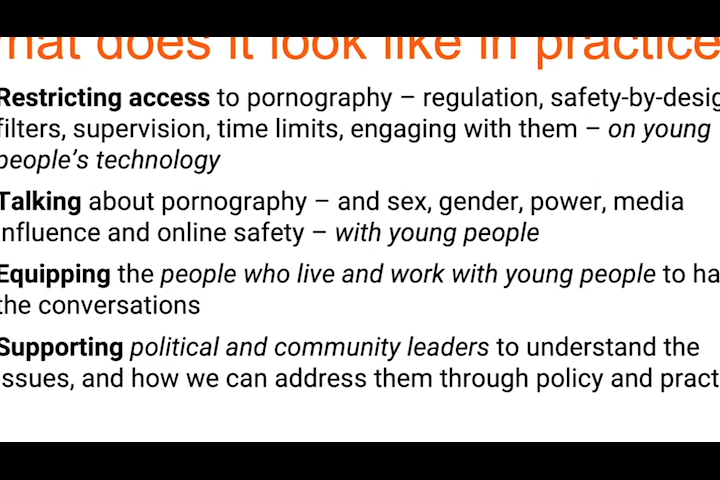 hat does it look like in practice
Restricting access to pornography – regulation, safety-by-desig
filters, supervision, time limits, engaging with them – on young
people's technology
Talking about pornography – and sex, gender, power, media
influence and online safety – with young people
Equipping the people who live and work with young people to ha
the conversations
Supporting political and community leaders to understand the
issues, and how we can address them through policy and pract